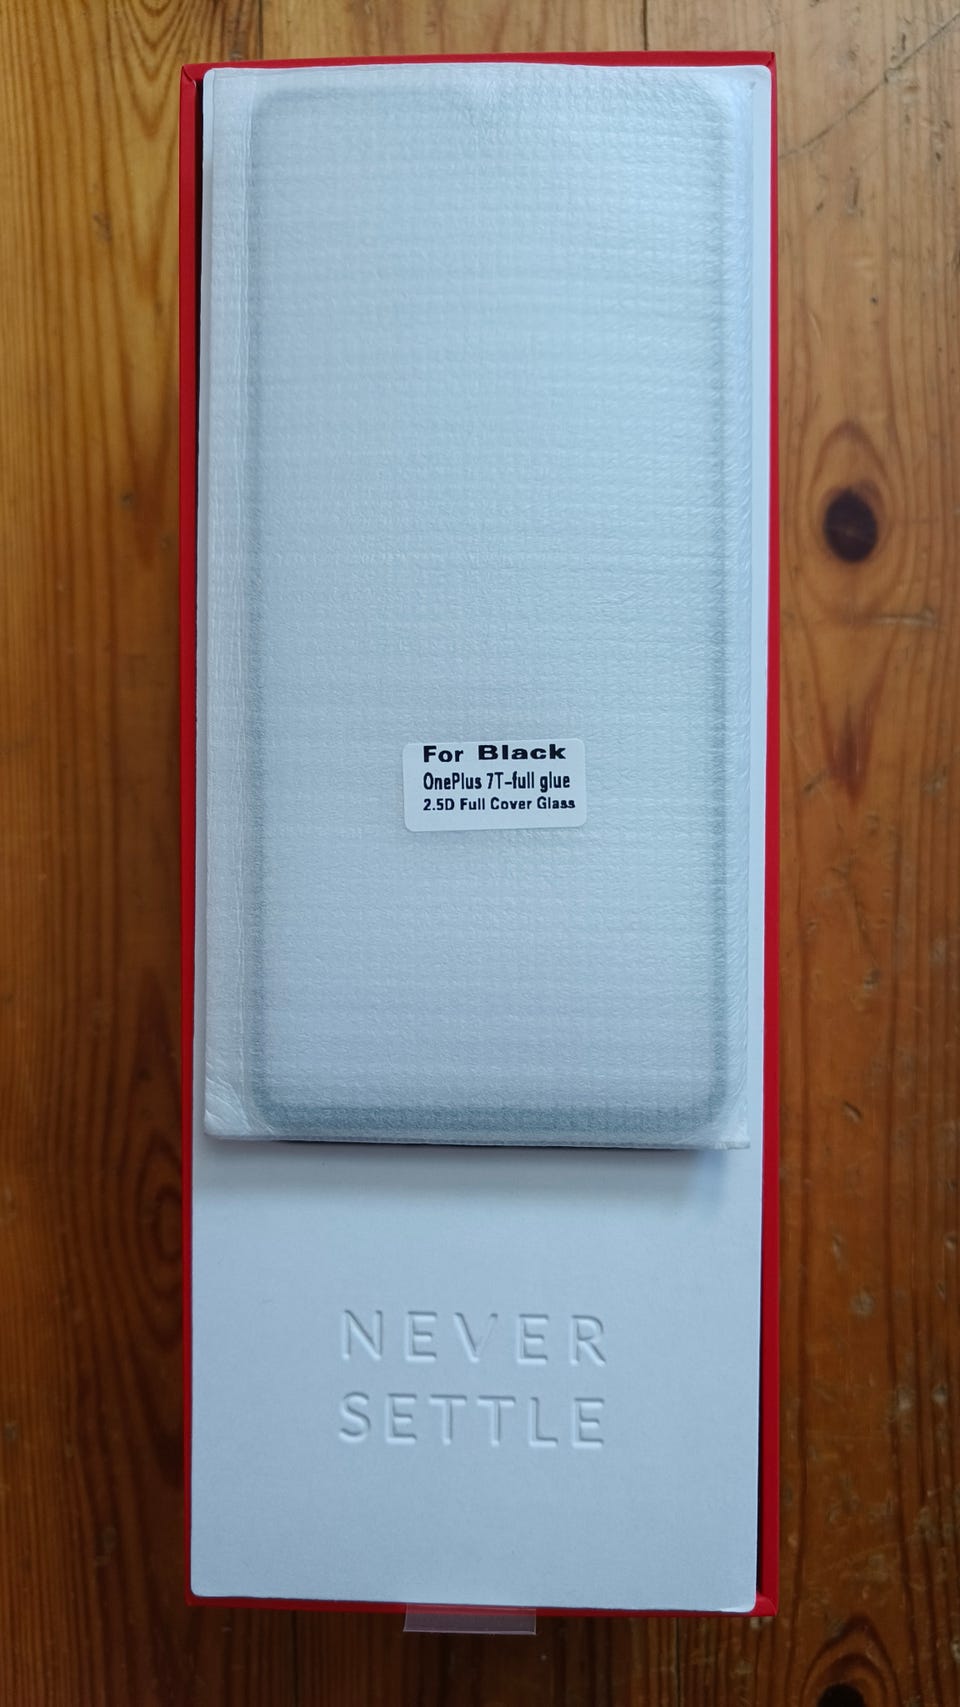 For Black
OnePlus 7T-full glue
2.5D Full Cover Glass
NEVER
SETTLE